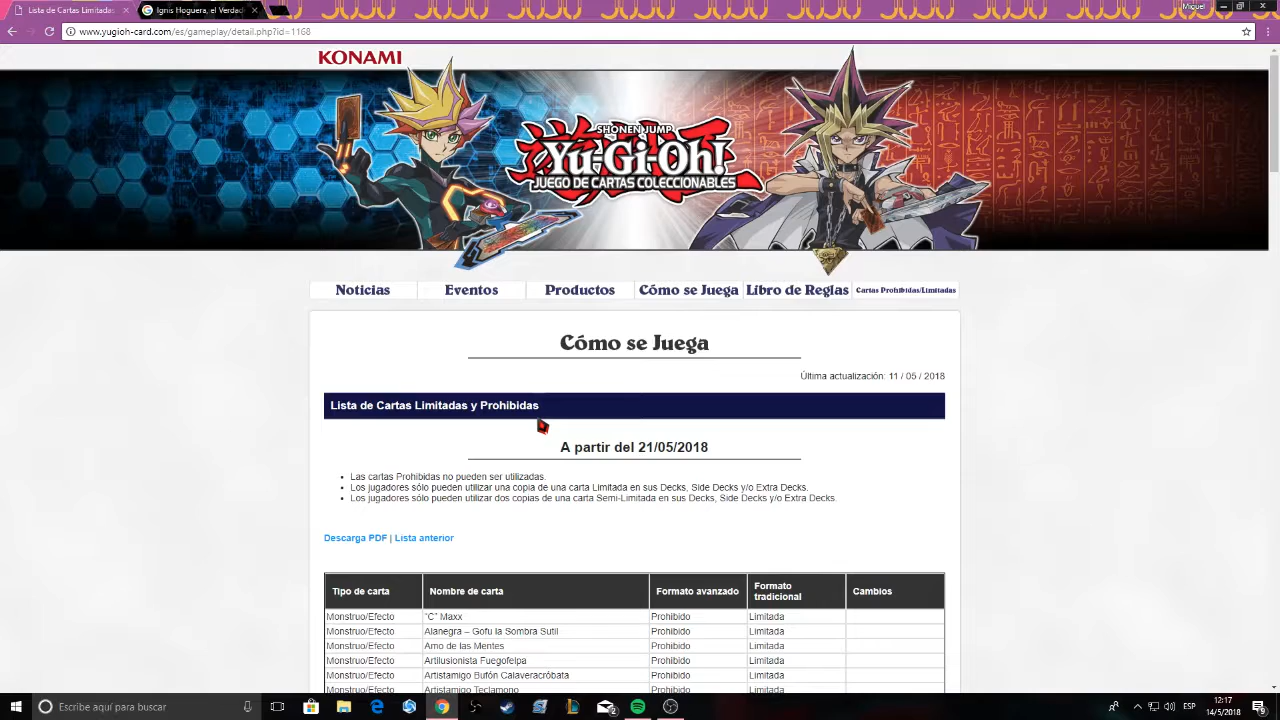 Lista de Cartas Limitadas
Ignis Hoguera, el Verdad
Miguel
www.yugioh-card.com/es/gameplay/detail.php?id=1168
KONAMI
SHONEN JUMP
Yu-Gi-Oh!
JUEGO DE CARTAS COLECCIONABLES
Noticias
Eventos
Productos
Cómo se Juega
Libro de Reglas
Cartas Prohibidas/Limitadas
Cómo se Juega
Última actualización: 11 / 05 / 2018
Lista de Cartas Limitadas y Prohibidas
A partir del 21/05/2018
• Las cartas Prohibidas no pueden ser utilizadas.
• Los jugadores sólo pueden utilizar una copia de una carta Limitada en sus Decks, Side Decks y/o Extra Decks.
• Los jugadores sólo pueden utilizar dos copias de una carta Semi-Limitada en sus Decks, Side Decks y/o Extra Decks.
Descarga PDF | Lista anterior
Tipo de carta Nombre de carta Formato avanzado Formato tradicional Cambios
Monstruo/Efecto "C" Maxx Prohibido Limitada
Monstruo/Efecto Alanegra – Gofu la Sombra Sutil Prohibido Limitada
Monstruo/Efecto Amo de las Mentes Prohibido Limitada
Monstruo/Efecto Artilusionista Fuegofelpa Prohibido Limitada
Monstruo/Efecto Artistamigo Bufón Calaveracróbata Prohibido Limitada
Monstruo/Efecto Artistamigo Teclamono Prohibido Limitada
Escribe aquí para buscar
ESP
12:17
14/5/2018